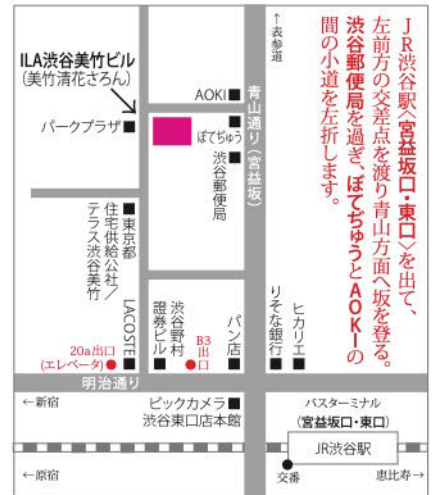 JR渋谷駅〈宮益坂口・東口〉を出て、
左前方の交差点を渡り青山方面へ坂を登る。
渋谷郵便局を過ぎ、ぼてぢゅうとAOKIの
間の小道を左折します。
↑表参道
ILA渋谷美竹ビル
(美竹清花さろん)
AOKI
青山通り(宮益坂)
パークプラザ
ぼてぢゅう
渋谷郵便局
東京都
住宅供給公社／
テラス渋谷美竹
LACOSTE
20a出口
(エレベータ)
渋谷野村
證券ビル
B3
出口
パン店
りそな銀行
ヒカリエ
明治通り
←新宿
ビックカメラ
渋谷東口店本館
バスターミナル
(宮益坂口・東口)
JR渋谷駅
←原宿
交番
恵比寿→